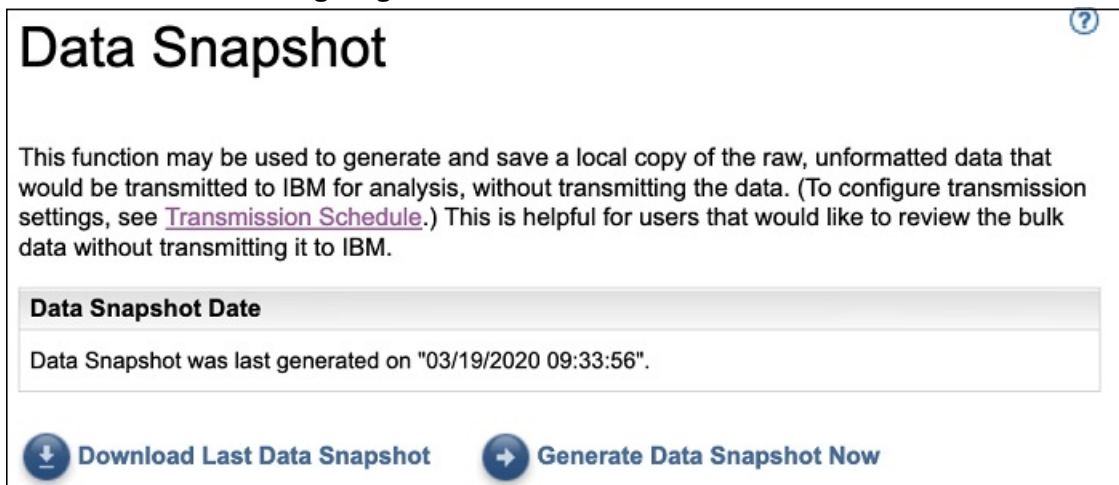 ?
Data Snapshot
This function may be used to generate and save a local copy of the raw, unformatted data that
would be transmitted to IBM for analysis, without transmitting the data. (To configure transmission
settings, see Transmission Schedule.) This is helpful for users that would like to review the bulk
data without transmitting it to IBM.
Data Snapshot Date
Data Snapshot was last generated on "03/19/2020 09:33:56".
Download Last Data Snapshot Generate Data Snapshot Now